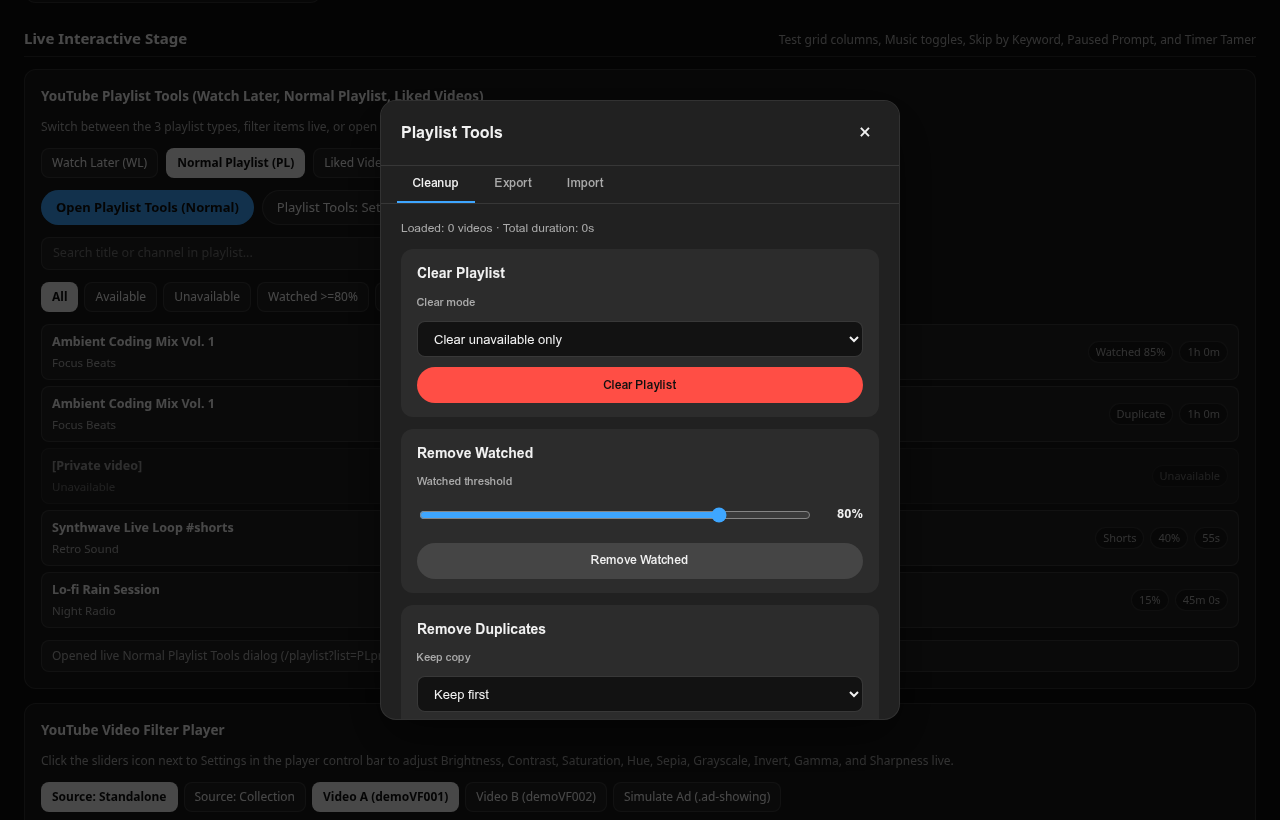 Live Interactive Stage
Test grid columns, Music toggles, Skip by Keyword, Paused Prompt, and Timer Tamer
YouTube Playlist Tools (Watch Later, Normal Playlist, Liked Videos)
Switch between the 3 playlist types, filter items live, or open
Watch Later (WL)
Normal Playlist (PL)
Liked Vide
Open Playlist Tools (Normal)
Playlist Tools: Set
Search title or channel in playlist...
All
Available
Unavailable
Watched >=80%
Ambient Coding Mix Vol. 1
Focus Beats
Watched 85%
1h 0m
Ambient Coding Mix Vol. 1
Focus Beats
Duplicate
1h 0m
[Private video]
Unavailable
Unavailable
Synthwave Live Loop #shorts
Retro Sound
Shorts
40%
55s
Lo-fi Rain Session
Night Radio
15%
45m 0s
Opened live Normal Playlist Tools dialog (/playlist?list=PLp
Playlist Tools
×
Cleanup
Export
Import
Loaded: 0 videos · Total duration: 0s
Clear Playlist
Clear mode
Clear unavailable only
Clear Playlist
Remove Watched
Watched threshold
80%
Remove Watched
Remove Duplicates
Keep copy
Keep first
YouTube Video Filter Player
Click the sliders icon next to Settings in the player control bar to adjust Brightness, Contrast, Saturation, Hue, Sepia, Grayscale, Invert, Gamma, and Sharpness live.
Source: Standalone
Source: Collection
Video A (demoVF001)
Video B (demoVF002)
Simulate Ad (.ad-showing)